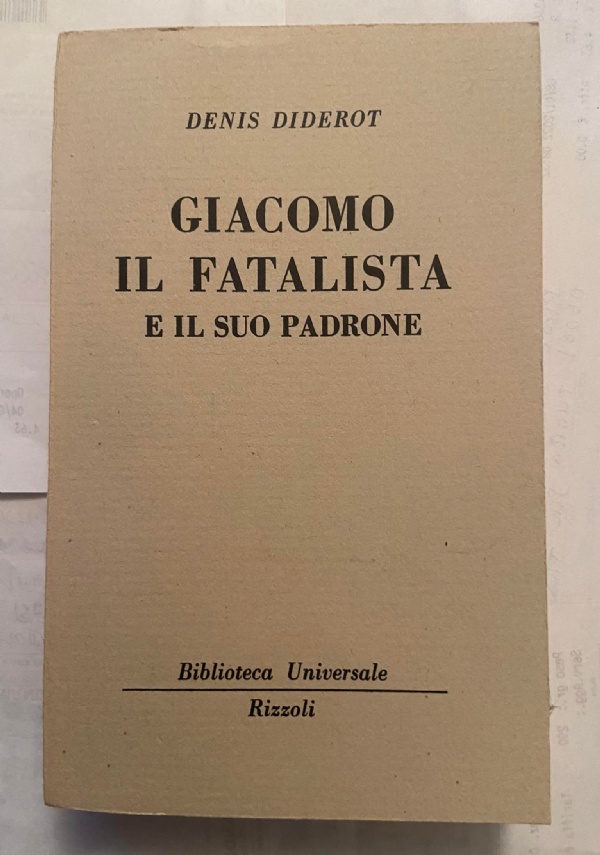 DENIS DIDEROT
GIACOMO
IL FATALISTA
E IL SUO PADRONE
Biblioteca Universale
Rizzoli